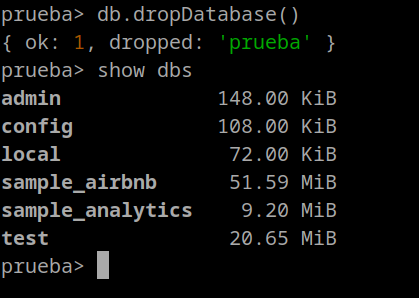 prueba> db.dropDatabase()
{ ok: 1, dropped: 'prueba' }
prueba> show dbs
admin 148.00 KiB
config 108.00 KiB
local 72.00 KiB
sample_airbnb 51.59 MiB
sample_analytics 9.20 MiB
test 20.65 MiB
prueba>